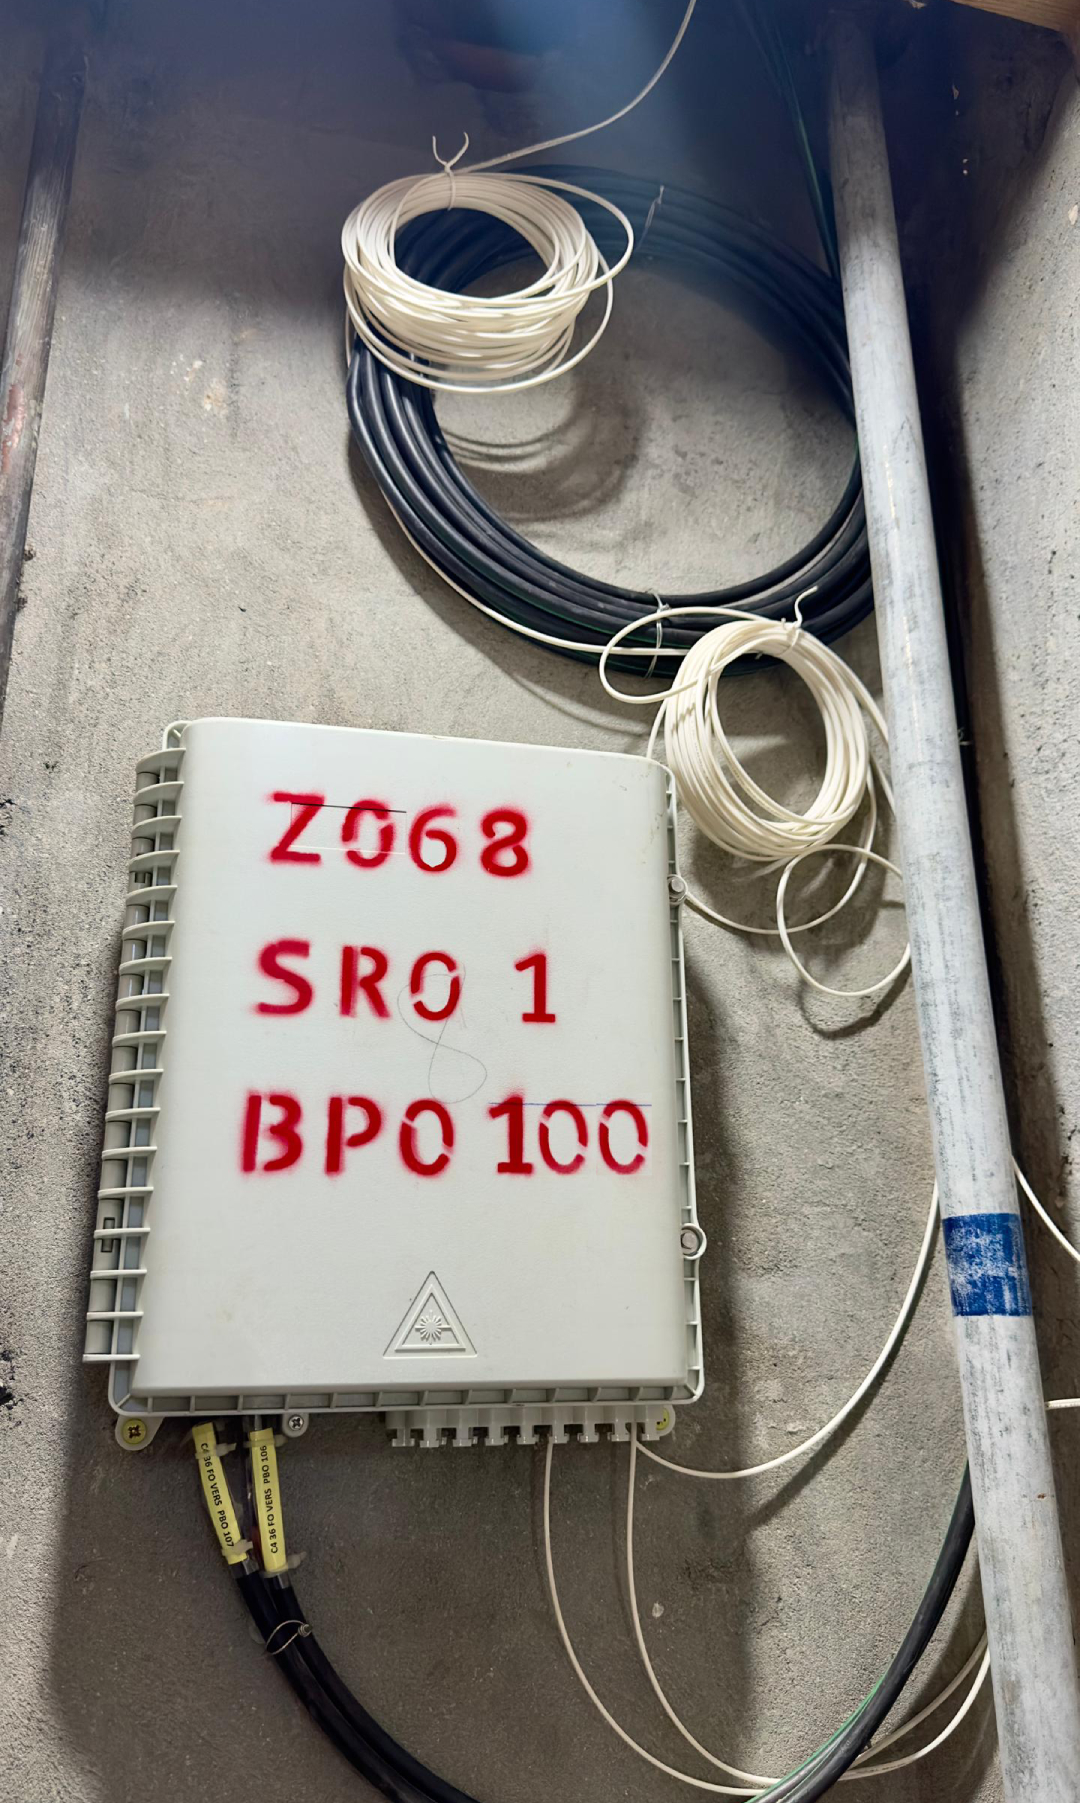 Z068
SRO 1
BPO 100
C4 36 FO VERS PBO 107
C4 36 FO VERS PBO 106